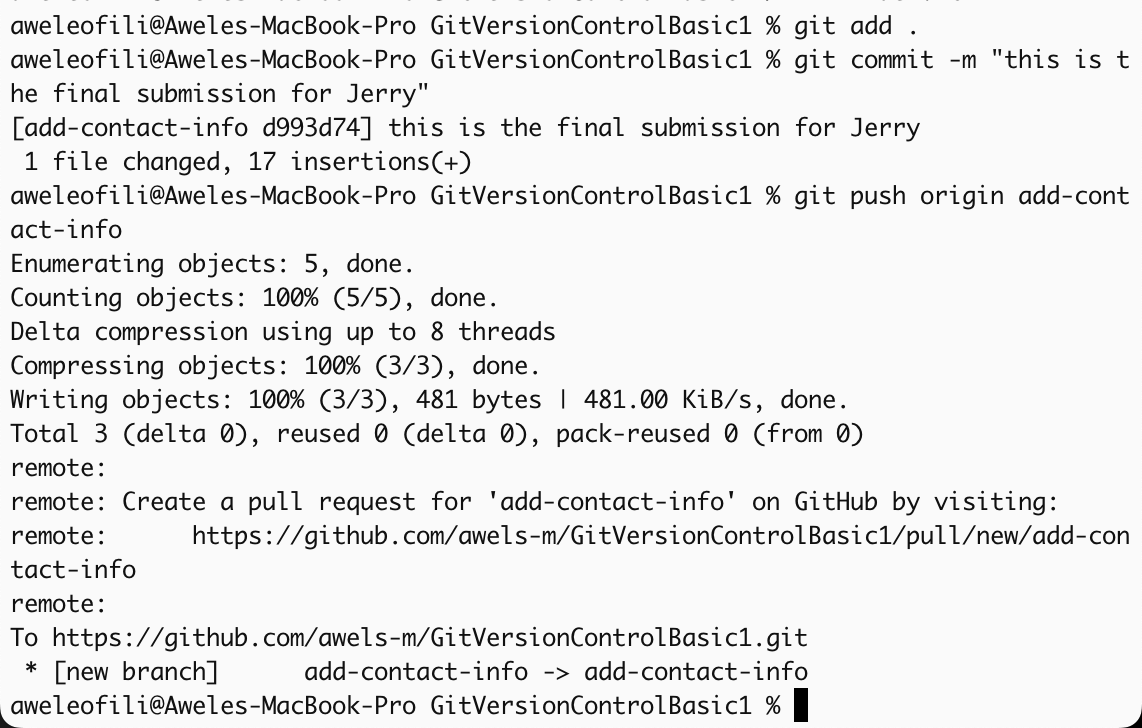 aweleofili@Aweles-MacBook-Pro GitVersionControlBasic1 % git add .
aweleofili@Aweles-MacBook-Pro GitVersionControlBasic1 % git commit -m "this is t
he final submission for Jerry"
[add-contact-info d993d74] this is the final submission for Jerry
 1 file changed, 17 insertions(+)
aweleofili@Aweles-MacBook-Pro GitVersionControlBasic1 % git push origin add-cont
act-info
Enumerating objects: 5, done.
Counting objects: 100% (5/5), done.
Delta compression using up to 8 threads
Compressing objects: 100% (3/3), done.
Writing objects: 100% (3/3), 481 bytes | 481.00 KiB/s, done.
Total 3 (delta 0), reused 0 (delta 0), pack-reused 0 (from 0)
remote:
remote: Create a pull request for 'add-contact-info' on GitHub by visiting:
remote:      https://github.com/awels-m/GitVersionControlBasic1/pull/new/add-con
tact-info
remote:
To https://github.com/awels-m/GitVersionControlBasic1.git
 * [new branch]      add-contact-info -> add-contact-info
aweleofili@Aweles-MacBook-Pro GitVersionControlBasic1 %